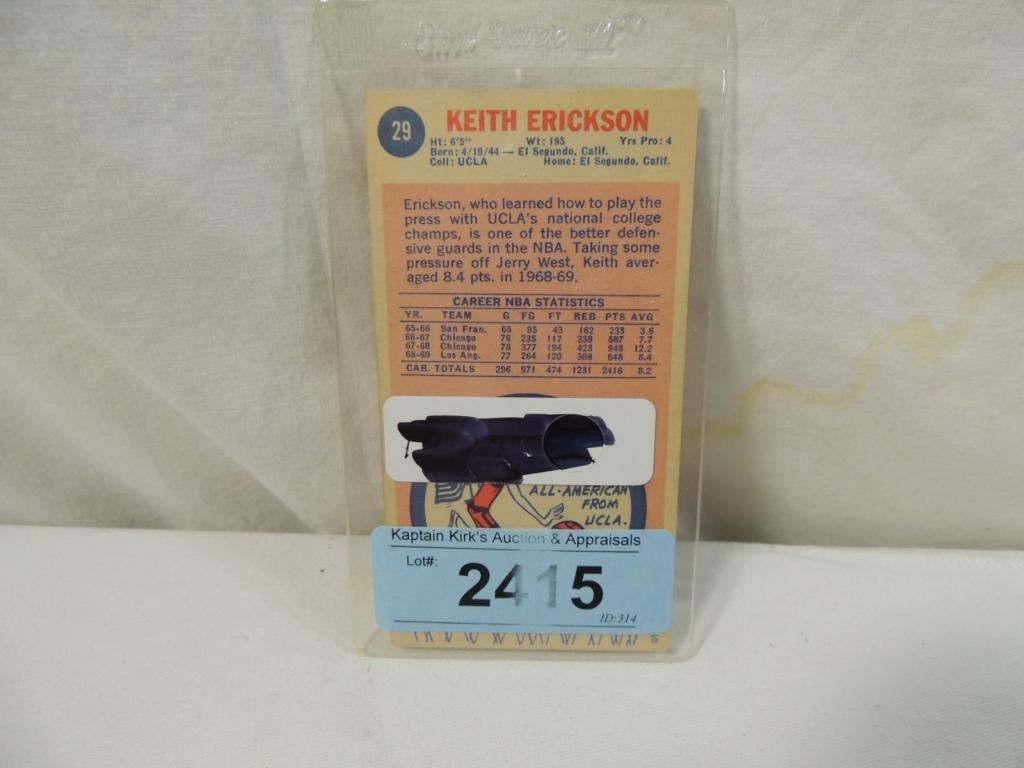 Card Saver
29
KEITH ERICKSON
Ht: 6'5" Wt: 195 Yrs Pro: 4
Born: 4/19/44 — El Segundo, Calif.
Coll: UCLA Home: El Segundo, Calif.
Erickson, who learned how to play the
press with UCLA's national college
champs, is one of the better defen-
sive guards in the NBA. Taking some
pressure off Jerry West, Keith aver-
aged 8.4 pts. in 1968-69.
CAREER NBA STATISTICS
YR. TEAM G FG FT REB PTS AVG
65-66 San Fran. 65 95 43 162 233 3.6
66-67 Chicago 76 235 117 338 587 7.7
67-68 Chicago 78 377 194 423 948 12.2
68-69 Los Ang. 77 264 120 308 648 8.4
CAR. TOTALS 296 971 474 1231 2416 8.2
ALL-AMERICAN
FROM
UCLA.
Kaptain Kirk's Auction & Appraisals
Lot#:
2415
ID:314